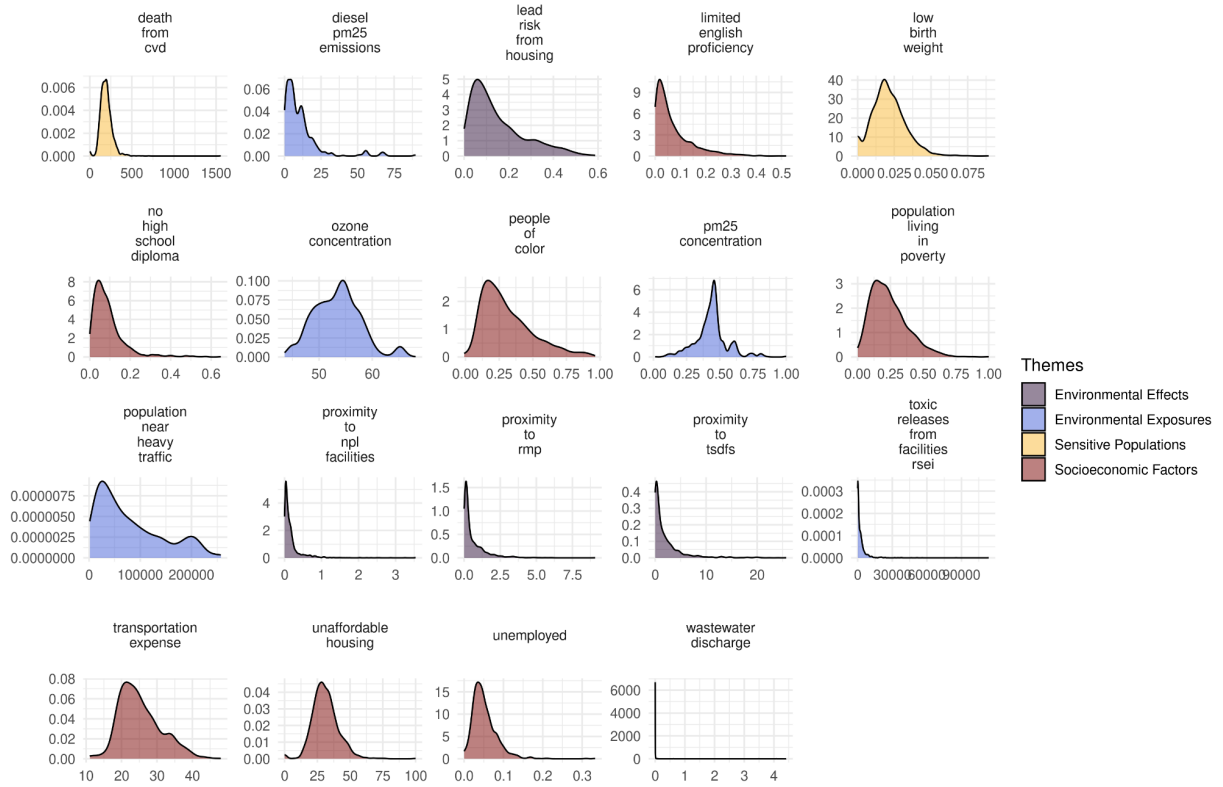 death
from
cvd
diesel
pm25
emissions
lead
risk
from
housing
limited
english
proficiency
low
birth
weight
0.006
0.004
0.002
0.000
0 500 1000 1500
0.06
0.04
0.02
0.00
0 25 50 75
5
4
3
2
1
0
0.0 0.2 0.4 0.6
9
6
3
0
0.0 0.1 0.2 0.3 0.4 0.5
40
30
20
10
0
0.000 0.025 0.050 0.075
no
high
school
diploma
ozone
concentration
people
of
color
pm25
concentration
population
living
in
poverty
8
6
4
2
0
0.0 0.2 0.4 0.6
0.100
0.075
0.050
0.025
0.000
50 60
2
1
0
0.00 0.25 0.50 0.75 1.00
6
4
2
0
0.00 0.25 0.50 0.75 1.00
3
2
1
0
0.00 0.25 0.50 0.75 1.00
population
near
heavy
traffic
proximity
to
npl
facilities
proximity
to
rmp
proximity
to
tsdfs
toxic
releases
from
facilities
rsei
0.0000075
0.0000050
0.0000025
0.0000000
0 100000 200000
4
2
0
0 1 2 3
1.5
1.0
0.5
0.0
0.0 2.5 5.0 7.5
0.4
0.3
0.2
0.1
0.0
0 10 20
0.0003
0.0002
0.0001
0.0000
0 30000 60000 90000
transportation
expense
unaffordable
housing
unemployed
wastewater
discharge
0.08
0.06
0.04
0.02
0.00
10 20 30 40
0.04
0.03
0.02
0.01
0.00
0 25 50 75 100
15
10
5
0
0.0 0.1 0.2 0.3
6000
4000
2000
0
0 1 2 3 4
Themes
Environmental Effects
Environmental Exposures
Sensitive Populations
Socioeconomic Factors